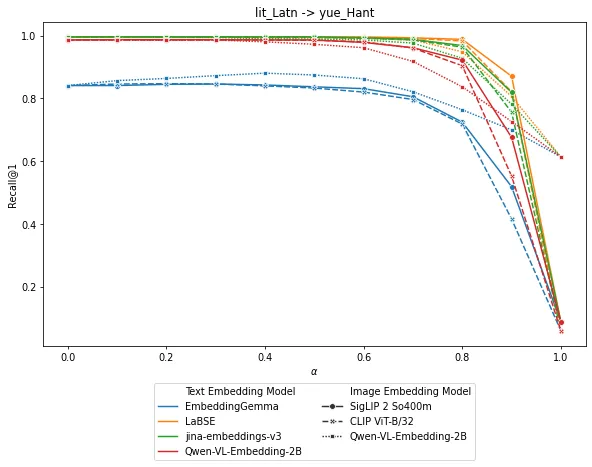 lit_Latn -> yue_Hant
1.0
0.8
0.6
0.4
0.2
Recall@1
0.0 0.2 0.4 0.6 0.8 1.0
α
Text Embedding Model Image Embedding Model
EmbeddingGemma SigLIP 2 So400m
LaBSE CLIP ViT-B/32
jina-embeddings-v3 Qwen-VL-Embedding-2B
Qwen-VL-Embedding-2B